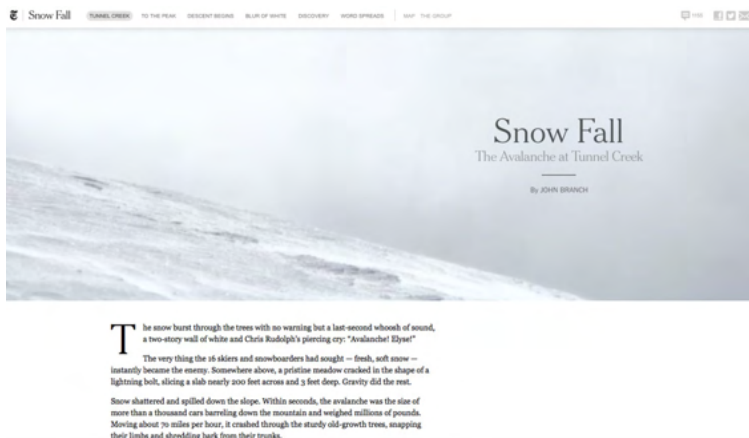 Snow Fall TUNNEL CREEK TO THE PEAK DESCENT BEGINS BLUR OF WHITE DISCOVERY WORD SPREADS MAP THE GROUP
Snow Fall
The Avalanche at Tunnel Creek
By JOHN BRANCH
The snow burst through the trees with no warning but a last-second whoosh of sound,
a two-story wall of white and Chris Rudolph's piercing cry: “Avalanche! Elyse!”
The very thing the 16 skiers and snowboarders had sought — fresh, soft snow —
instantly became the enemy. Somewhere above, a pristine meadow cracked in the shape of a
lightning bolt, slicing a slab nearly 200 feet across and 3 feet deep. Gravity did the rest.
Snow shattered and spilled down the slope. Within seconds, the avalanche was the size of
more than a thousand cars barreling down the mountain and weighed millions of pounds.
Moving about 70 miles per hour, it crashed through the sturdy old-growth trees, snapping
their limbs and shredding bark from their trunks.